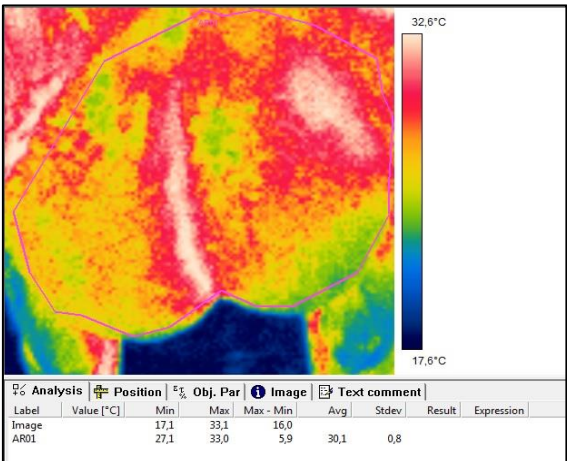 32,6°C
17,6°C
Analysis Position Obj. Par Image Text comment
Label Value [°C] Min Max Max - Min Avg Stdev Result Expression
Image 17,1 33,1 16,0
AR01 27,1 33,0 5,9 30,1 0,8